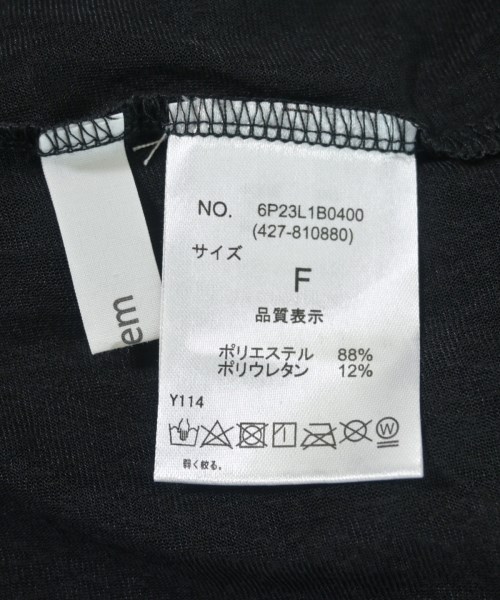 NO. 6P23L1B0400
(427-810880)
サイズ
F
品質表示
ポリエステル 88%
ポリウレタン 12%
Y114
W
弱く絞る。
em